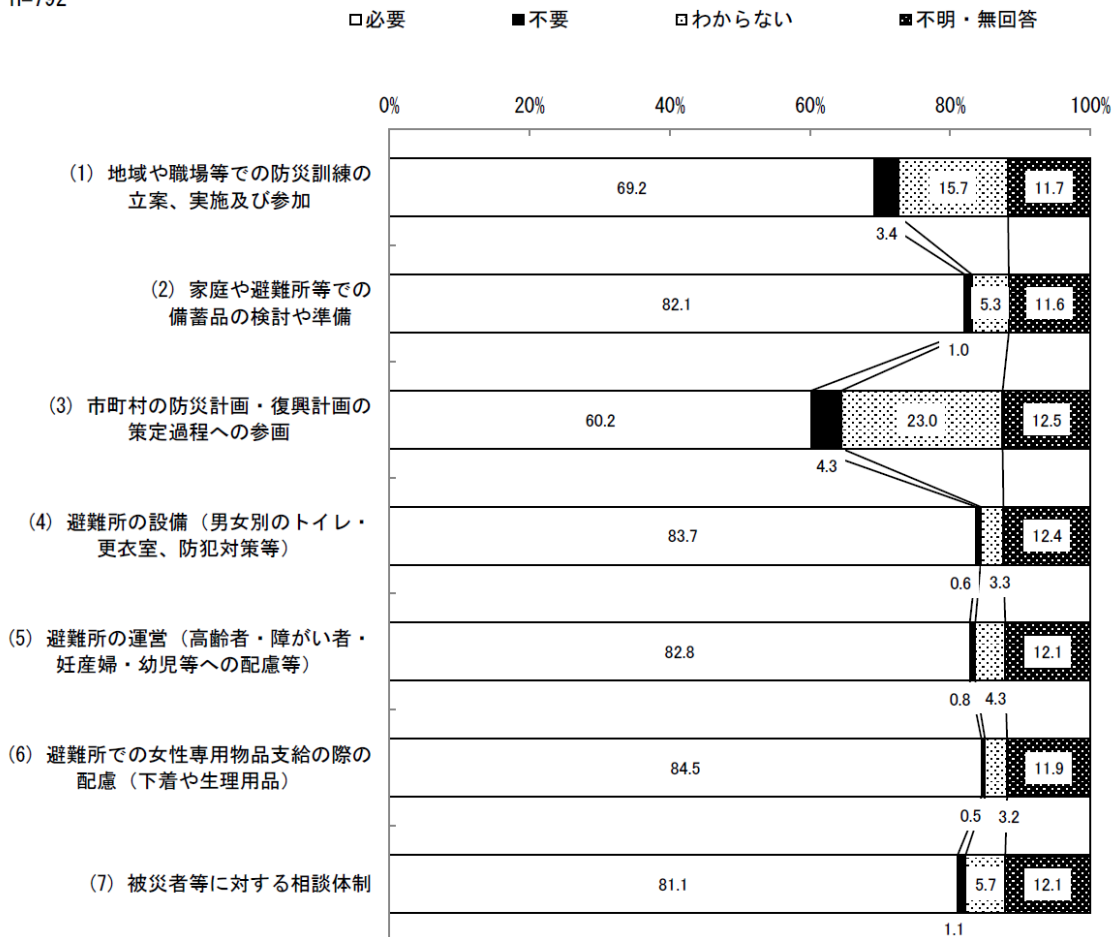 n=792
□必要 ■不要 □わからない ■不明・無回答
0% 20% 40% 60% 80% 100%
(1) 地域や職場等での防災訓練の
立案、実施及び参加
69.2 15.7 11.7
3.4
(2) 家庭や避難所等での
備蓄品の検討や準備
82.1 5.3 11.6
1.0
(3) 市町村の防災計画・復興計画の
策定過程への参画
60.2 23.0 12.5
4.3
(4) 避難所の設備（男女別のトイレ・
更衣室、防犯対策等）
83.7 12.4
0.6 3.3
(5) 避難所の運営（高齢者・障がい者・
妊産婦・幼児等への配慮等）
82.8 12.1
0.8 4.3
(6) 避難所での女性専用物品支給の際の
配慮（下着や生理用品）
84.5 11.9
0.5 3.2
(7) 被災者等に対する相談体制
81.1 5.7 12.1
1.1